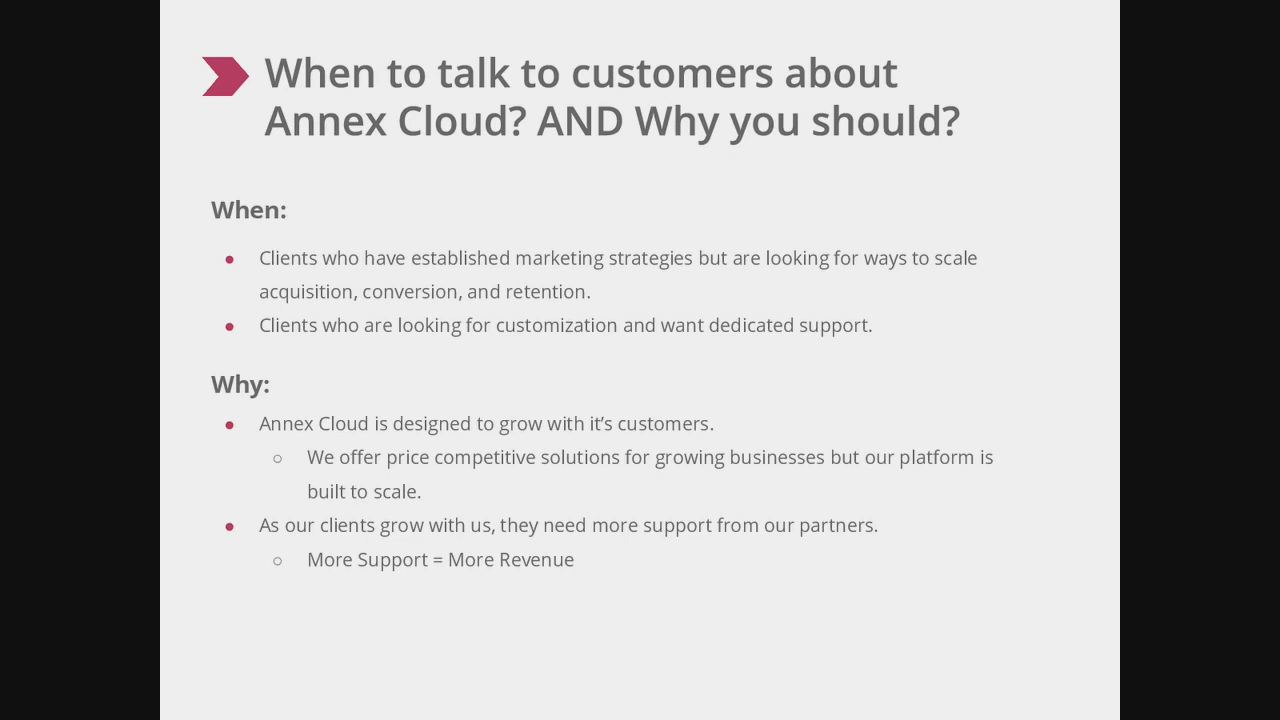 When to talk to customers about
Annex Cloud? AND Why you should?
When:
● Clients who have established marketing strategies but are looking for ways to scale
acquisition, conversion, and retention.
● Clients who are looking for customization and want dedicated support.
Why:
● Annex Cloud is designed to grow with it’s customers.
○ We offer price competitive solutions for growing businesses but our platform is
built to scale.
● As our clients grow with us, they need more support from our partners.
○ More Support = More Revenue